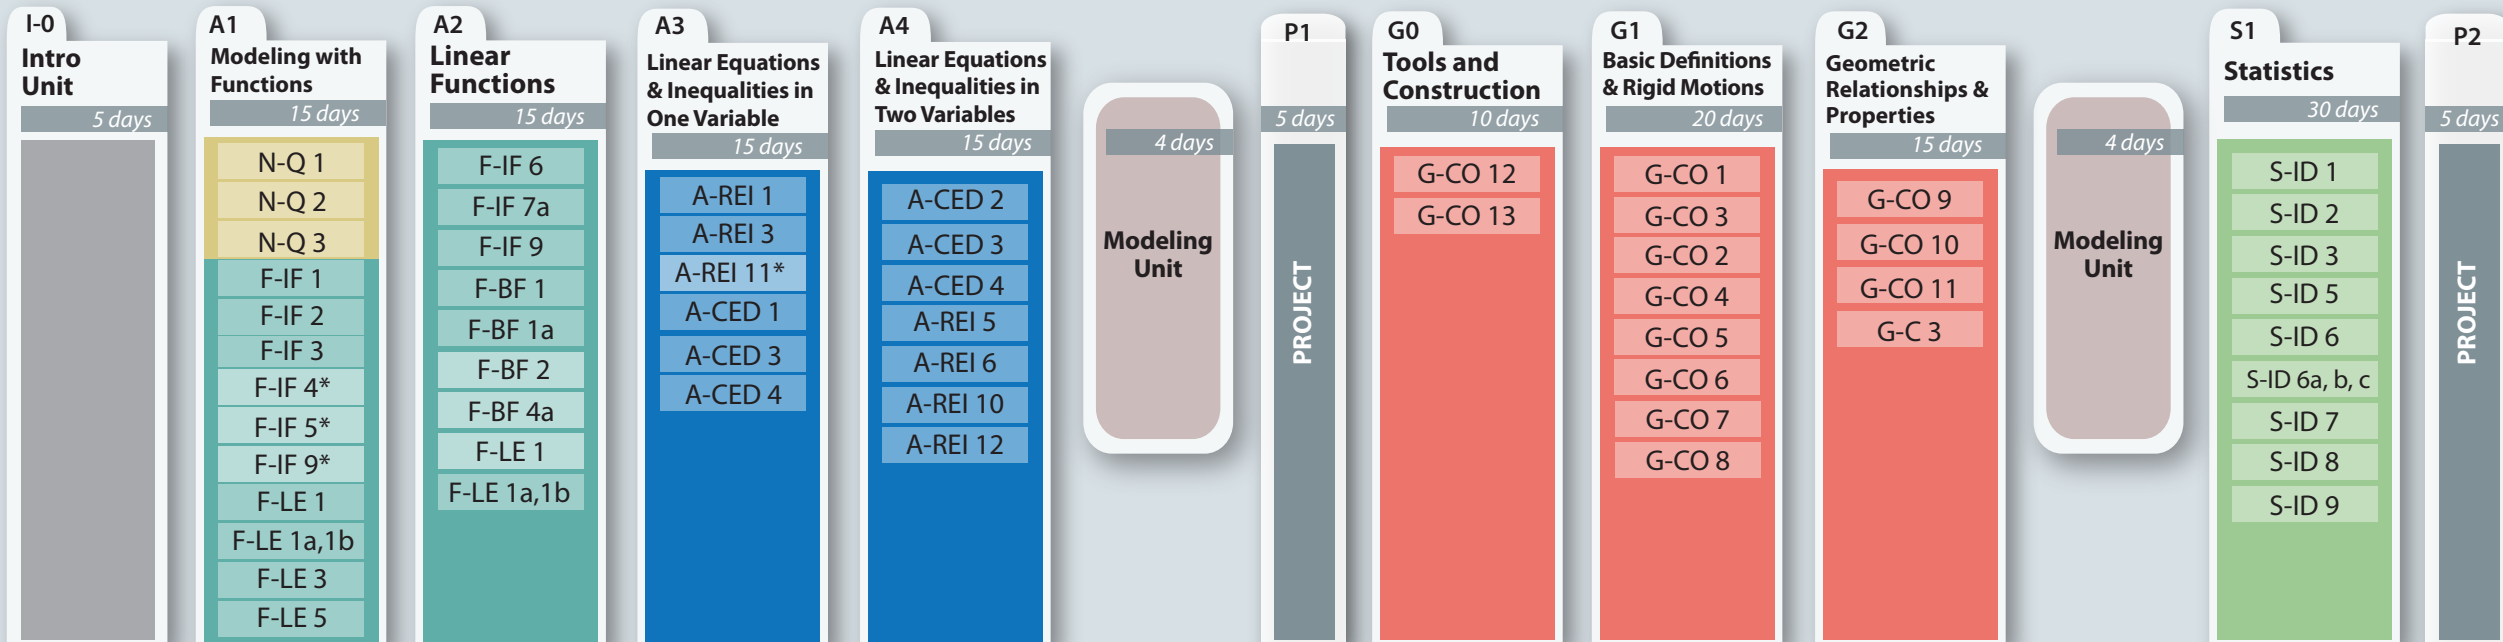 I-0
Intro
Unit
5 days
A1
Modeling with
Functions
15 days
N-Q 1
N-Q 2
N-Q 3
F-IF 1
F-IF 2
F-IF 3
F-IF 4*
F-IF 5*
F-IF 9*
F-LE 1
F-LE 1a,1b
F-LE 3
F-LE 5
A2
Linear
Functions
15 days
F-IF 6
F-IF 7a
F-IF 9
F-BF 1
F-BF 1a
F-BF 2
F-BF 4a
F-LE 1
F-LE 1a,1b
A3
Linear Equations
& Inequalities in
One Variable
15 days
A-REI 1
A-REI 3
A-REI 11*
A-CED 1
A-CED 3
A-CED 4
A4
Linear Equations
& Inequalities in
Two Variables
15 days
A-CED 2
A-CED 3
A-CED 4
A-REI 5
A-REI 6
A-REI 10
A-REI 12
4 days
Modeling
Unit
P1
5 days
PROJECT
G0
Tools and
Construction
10 days
G-CO 12
G-CO 13
G1
Basic Definitions
& Rigid Motions
20 days
G-CO 1
G-CO 3
G-CO 2
G-CO 4
G-CO 5
G-CO 6
G-CO 7
G-CO 8
G2
Geometric
Relationships &
Properties
15 days
G-CO 9
G-CO 10
G-CO 11
G-C 3
4 days
Modeling
Unit
S1
Statistics
30 days
S-ID 1
S-ID 2
S-ID 3
S-ID 5
S-ID 6
S-ID 6a, b, c
S-ID 7
S-ID 8
S-ID 9
P2
5 days
PROJECT